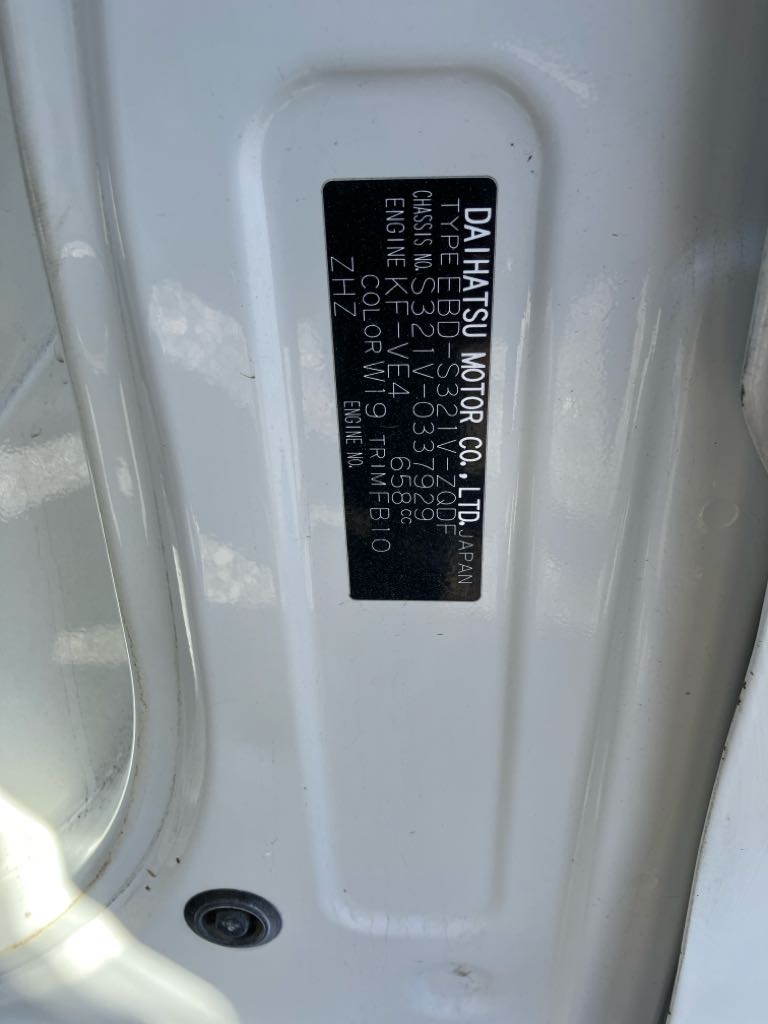 DAIHATSU MOTOR CO., LTD. JAPAN
TYPE EBD-S321V-ZQDF
CHASSIS NO. S321V-0337929
ENGINE KF-VE4 658cc
COLOR W19 TRIM FB10
ZHZ ENGINE NO.